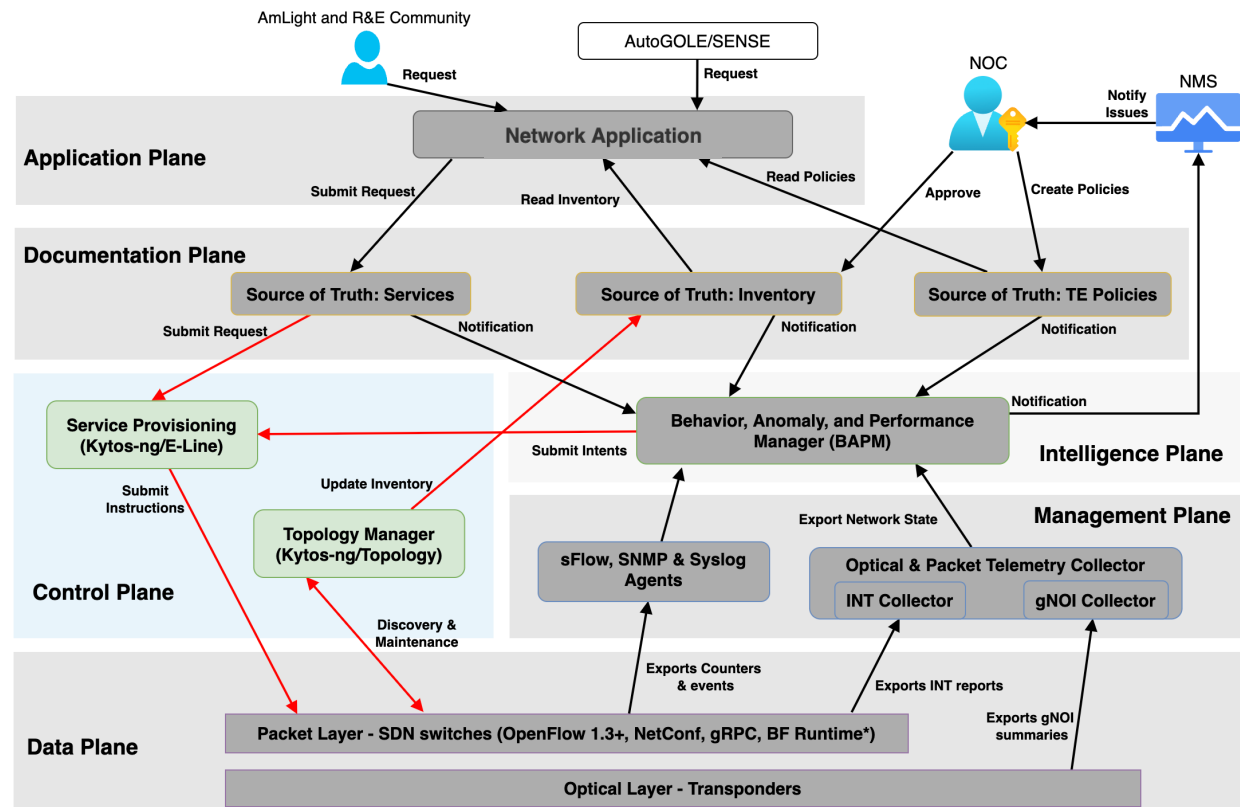 AmLight and R&E Community
AutoGOLE/SENSE
NOC
NMS
Request
Request
Notify
Issues
Network Application
Application Plane
Submit Request
Read Inventory
Read Policies
Approve
Create Policies
Documentation Plane
Source of Truth: Services
Source of Truth: Inventory
Source of Truth: TE Policies
Submit Request
Notification
Notification
Notification
Service Provisioning
(Kytos-ng/E-Line)
Behavior, Anomaly, and Performance
Manager (BAPM)
Notification
Submit Intents
Intelligence Plane
Submit
Instructions
Update Inventory
Topology Manager
(Kytos-ng/Topology)
Control Plane
Export Network State
Management Plane
sFlow, SNMP & Syslog
Agents
Optical & Packet Telemetry Collector
INT Collector
gNOI Collector
Discovery &
Maintenance
Exports Counters
& events
Exports INT reports
Exports gNOI
summaries
Data Plane
Packet Layer - SDN switches (OpenFlow 1.3+, NetConf, gRPC, BF Runtime*)
Optical Layer - Transponders